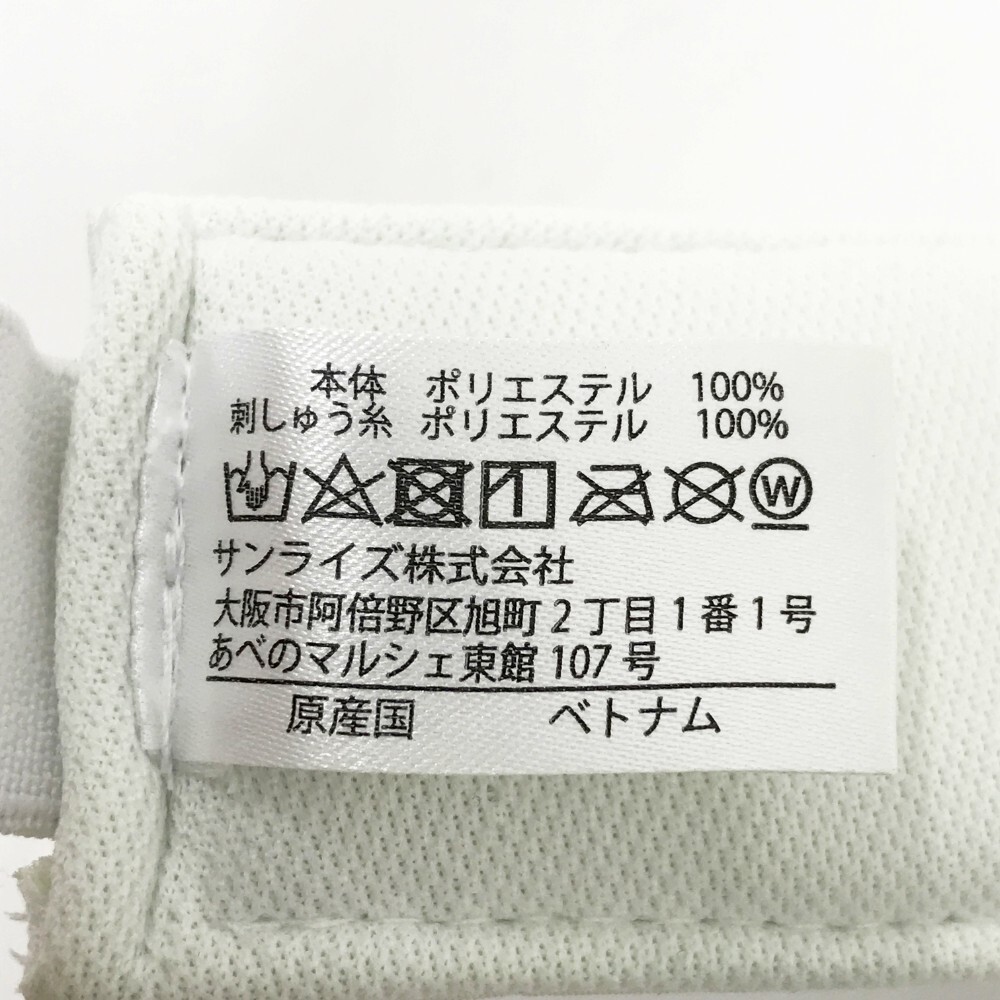 本体 ポリエステル 100%
刺しゅう糸 ポリエステル 100%
W
サンライズ株式会社
大阪市阿倍野区旭町2丁目1番1号
あべのマルシェ東館107号
原産国 ベトナム